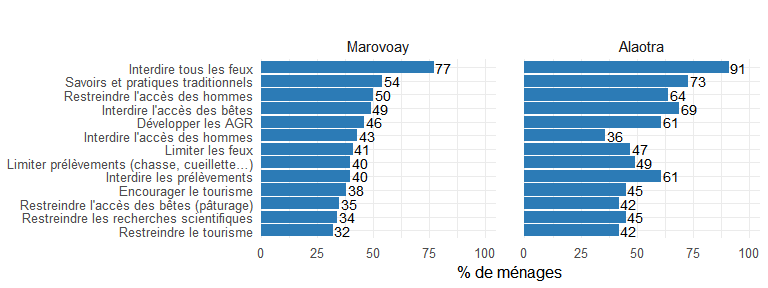 Marovoay Alaotra
Interdire tous les feux 77 91
Savoirs et pratiques traditionnels 54 73
Restreindre l'accès des hommes 50 64
Interdire l'accès des bêtes 49 69
Développer les AGR 46 61
Interdire l'accès des hommes 43 36
Limiter les feux 41 47
Limiter prélèvements (chasse, cueillette...) 40 49
Interdire les prélèvements 40 61
Encourager le tourisme 38 45
Restreindre l'accès des bêtes (pâturage) 35 42
Restreindre les recherches scientifiques 34 45
Restreindre le tourisme 32 42
0 25 50 75 100 0 25 50 75 100
% de ménages